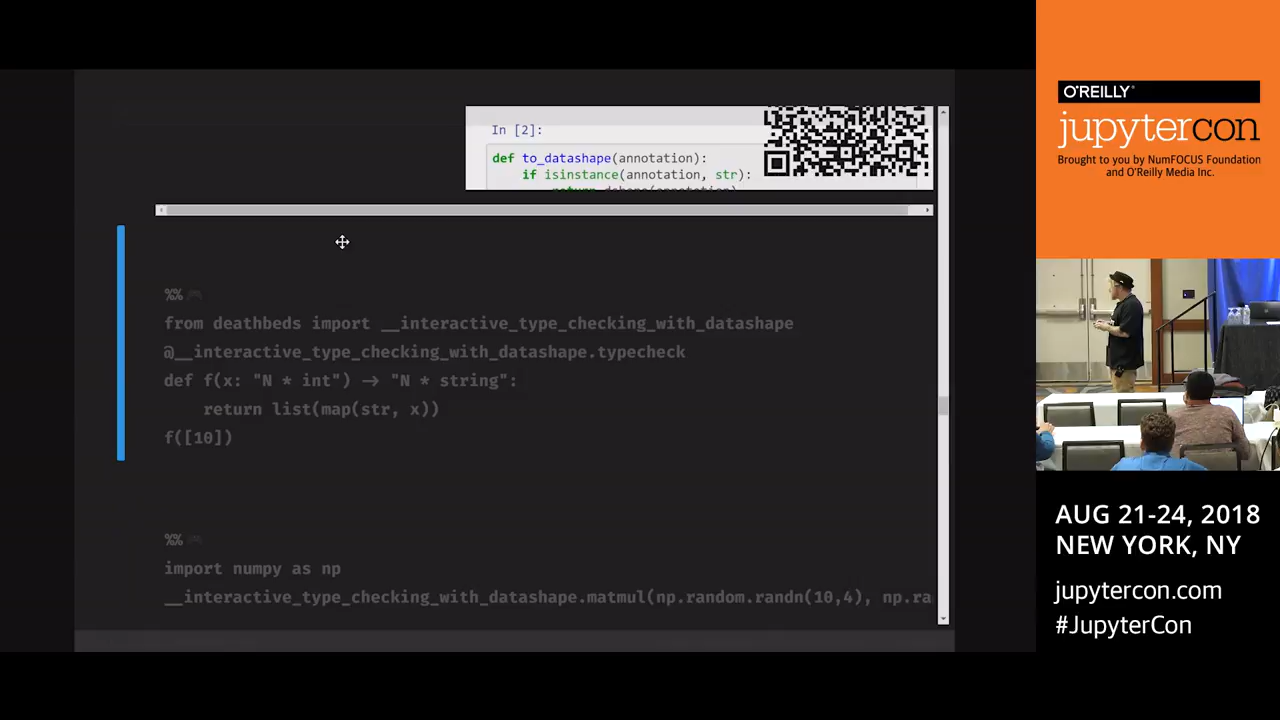 In [2]:
def to_datashape(annotation):
if isinstance(annotation, str):
%%
from deathbeds import __interactive_type_checking_with_datashape
@__interactive_type_checking_with_datashape.typecheck
def f(x: "N * int") -> "N * string":
return list(map(str, x))
f([10])
%%
import numpy as np
__interactive_type_checking_with_datashape.matmul(np.random.randn(10,4), np.ra
O'REILLY®
jupytercon
Brought to you by NumFOCUS Foundation
and O'Reilly Media Inc.
AUG 21-24, 2018
NEW YORK, NY
jupytercon.com
#JupyterCon